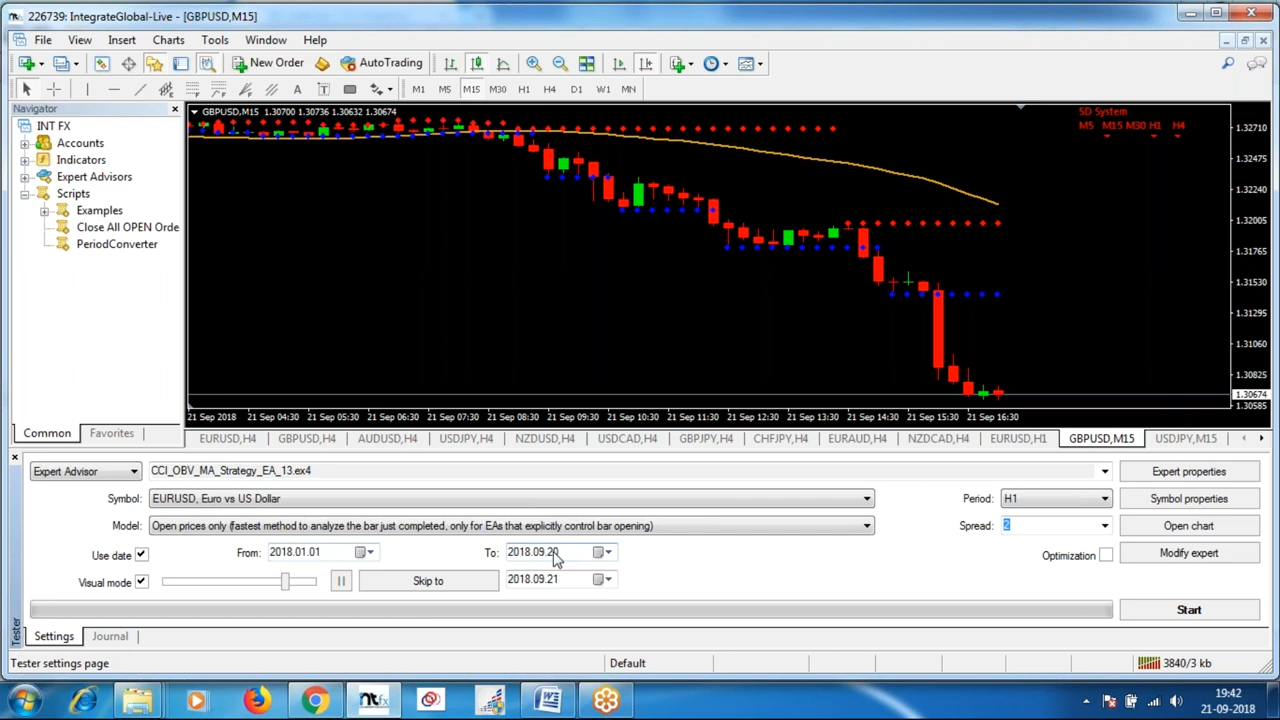 226739: IntegrateGlobal-Live - [GBPUSD,M15]
File View Insert Charts Tools Window Help
New Order AutoTrading
M1 M5 M15 M30 H1 H4 D1 W1 MN
Navigator
INT FX
Accounts
Indicators
Expert Advisors
Scripts
Examples
Close All OPEN Orde
PeriodConverter
Common Favorites
GBPUSD,M15 1.30700 1.30736 1.30632 1.30674
SD System
M5 M15 M30 H1 H4
1.32710
1.32475
1.32240
1.32005
1.31765
1.31530
1.31295
1.31060
1.30825
1.30674
1.30585
21 Sep 2018 21 Sep 04:30 21 Sep 05:30 21 Sep 06:30 21 Sep 07:30 21 Sep 08:30 21 Sep 09:30 21 Sep 10:30 21 Sep 11:30 21 Sep 12:30 21 Sep 13:30 21 Sep 14:30 21 Sep 15:30 21 Sep 16:30
EURUSD,H4 GBPUSD,H4 AUDUSD,H4 USDJPY,H4 NZDUSD,H4 USDCAD,H4 GBPJPY,H4 CHFJPY,H4 EURAUD,H4 NZDCAD,H4 EURUSD,H1 GBPUSD,M15 USDJPY,M15
Expert Advisor CCI_OBV_MA_Strategy_EA_13.ex4 Expert properties
Symbol: EURUSD, Euro vs US Dollar Period: H1 Symbol properties
Model: Open prices only (fastest method to analyze the bar just completed, only for EAs that explicitly control bar opening) Spread: 2 Open chart
Use date From: 2018.01.01 To: 2018.09.20 Optimization Modify expert
Visual mode Skip to 2018.09.21
Start
Tester
Settings Journal
Tester settings page Default 3840/3 kb
19:42
21-09-2018